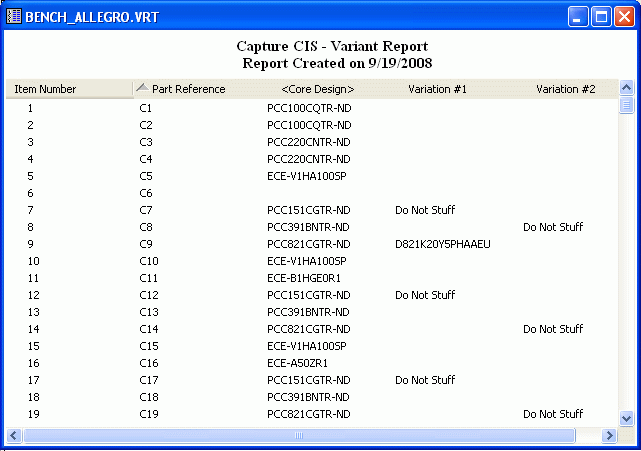 BENCH_ALLEGRO.VRT
Capture CIS - Variant Report
Report Created on 9/19/2008
Item Number Part Reference <Core Design> Variation #1 Variation #2
1 C1 PCC100CQTR-ND
2 C2 PCC100CQTR-ND
3 C3 PCC220CNTR-ND
4 C4 PCC220CNTR-ND
5 C5 ECE-V1HA100SP
6 C6
7 C7 PCC151CGTR-ND Do Not Stuff
8 C8 PCC391BNTR-ND Do Not Stuff
9 C9 PCC821CGTR-ND D821K20Y5PHAAEU
10 C10 ECE-V1HA100SP
11 C11 ECE-B1HGE0R1
12 C12 PCC151CGTR-ND Do Not Stuff
13 C13 PCC391BNTR-ND
14 C14 PCC821CGTR-ND Do Not Stuff
15 C15 ECE-V1HA100SP
16 C16 ECE-A50ZR1
17 C17 PCC151CGTR-ND Do Not Stuff
18 C18 PCC391BNTR-ND
19 C19 PCC821CGTR-ND Do Not Stuff